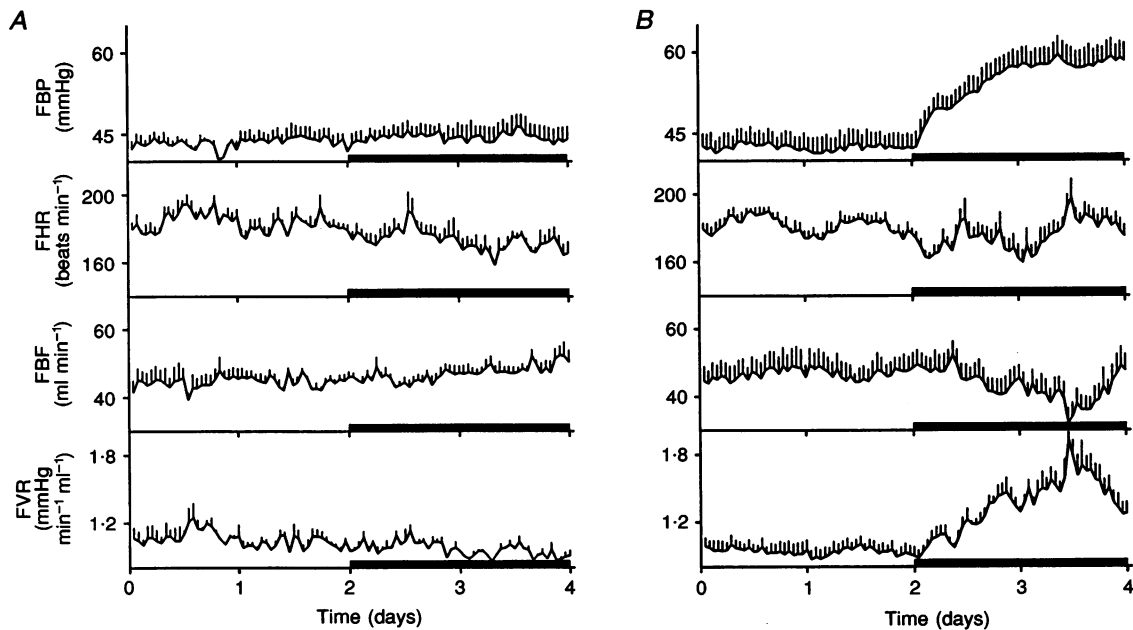 A
60
FBP
(mmHg)
45
200
FHR
(beats min⁻¹)
160
60
FBF
(ml min⁻¹)
40
1·8
FVR
(mmHg
min⁻¹ ml⁻¹)
1·2
0 1 2 3 4
Time (days)
B
60
45
200
160
60
40
1·8
1·2
0 1 2 3 4
Time (days)